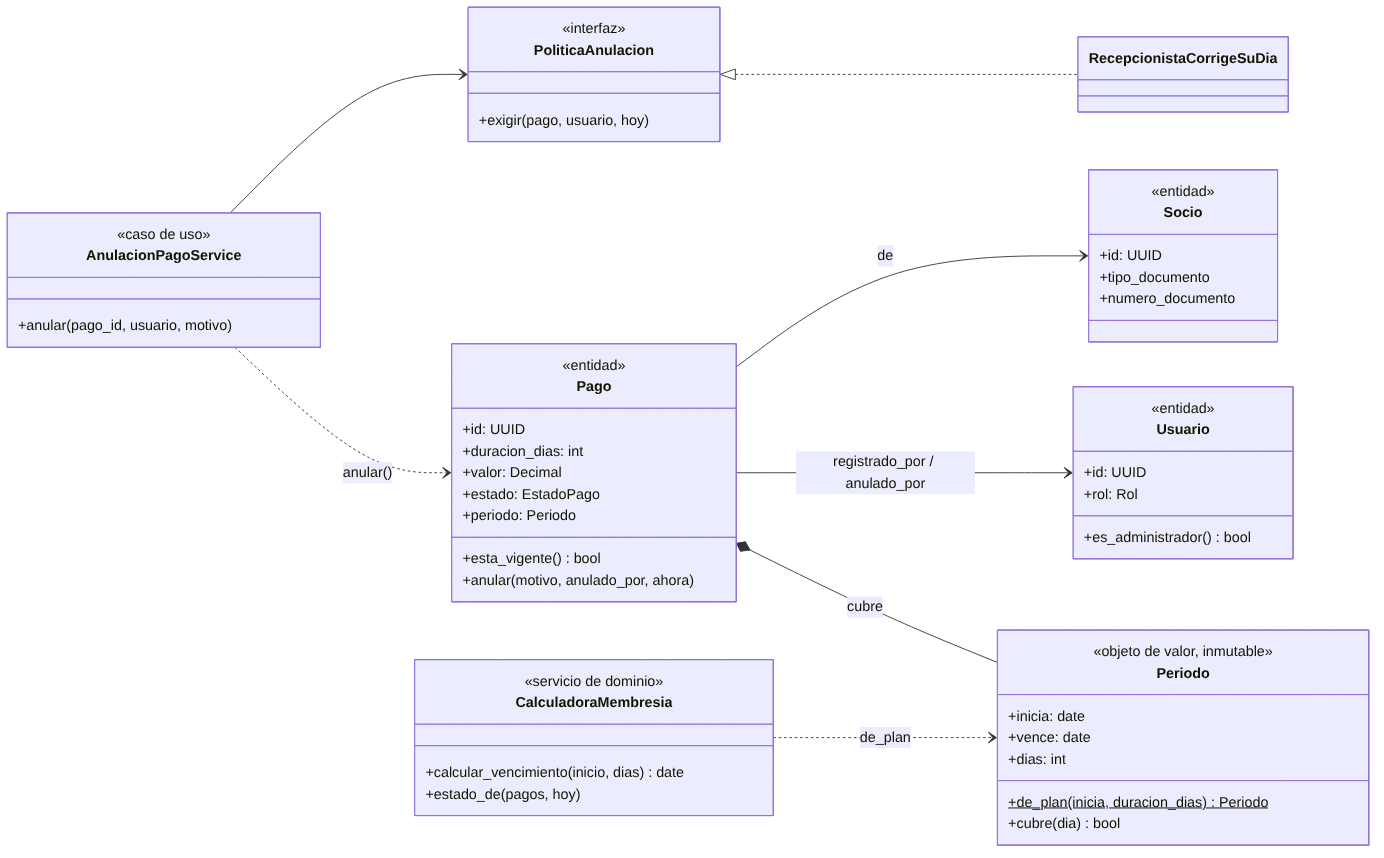 «interfaz»
PoliticaAnulacion
+exigir(pago, usuario, hoy)
RecepcionistaCorrigeSuDia
«caso de uso»
AnulacionPagoService
+anular(pago_id, usuario, motivo)
«entidad»
Socio
+id: UUID
+tipo_documento
+numero_documento
de
«entidad»
Pago
+id: UUID
+duracion_dias: int
+valor: Decimal
+estado: EstadoPago
+periodo: Periodo
+esta_vigente() : bool
+anular(motivo, anulado_por, ahora)
anular()
registrado_por /
anulado_por
«entidad»
Usuario
+id: UUID
+rol: Rol
+es_administrador() : bool
cubre
«servicio de dominio»
CalculadoraMembresia
+calcular_vencimiento(inicio, dias) : date
+estado_de(pagos, hoy)
de_plan
«objeto de valor, inmutable»
Periodo
+inicia: date
+vence: date
+dias: int
+de_plan(inicia, duracion_dias) : Periodo
+cubre(dia) : bool